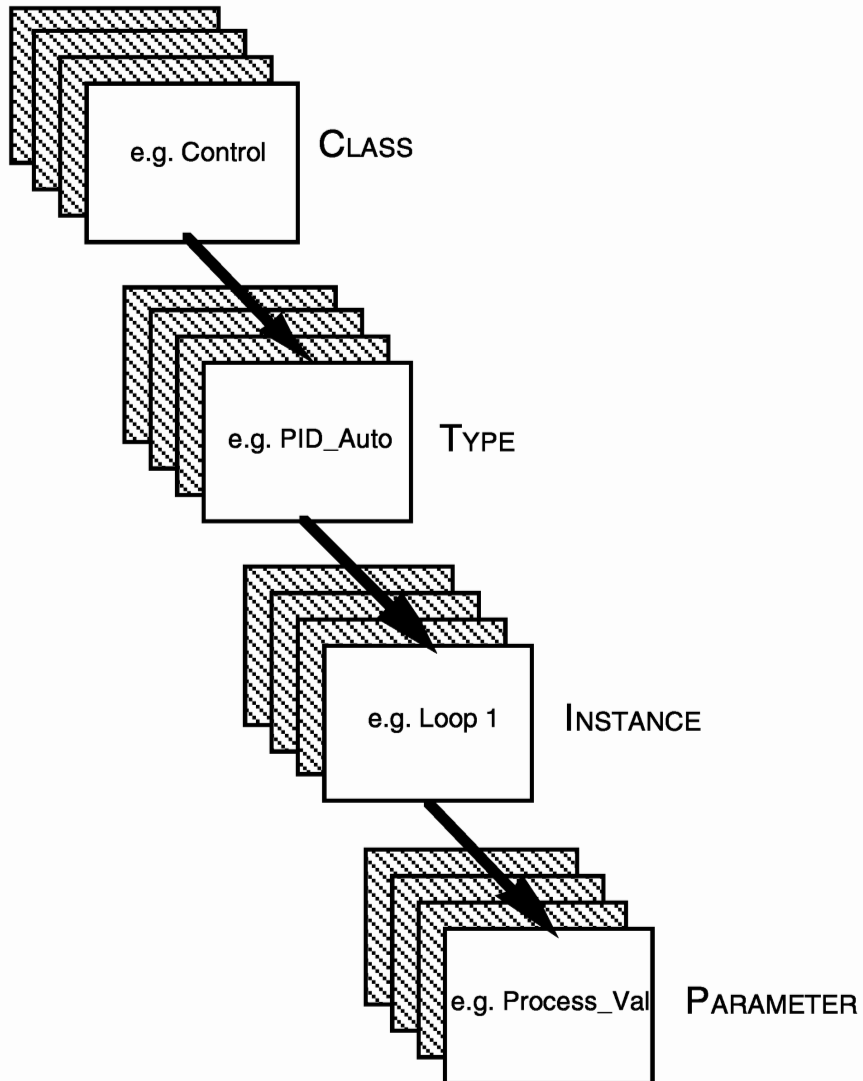 e.g. Control
CLASS
e.g. PID_Auto
TYPE
e.g. Loop 1
INSTANCE
e.g. Process_Val
PARAMETER